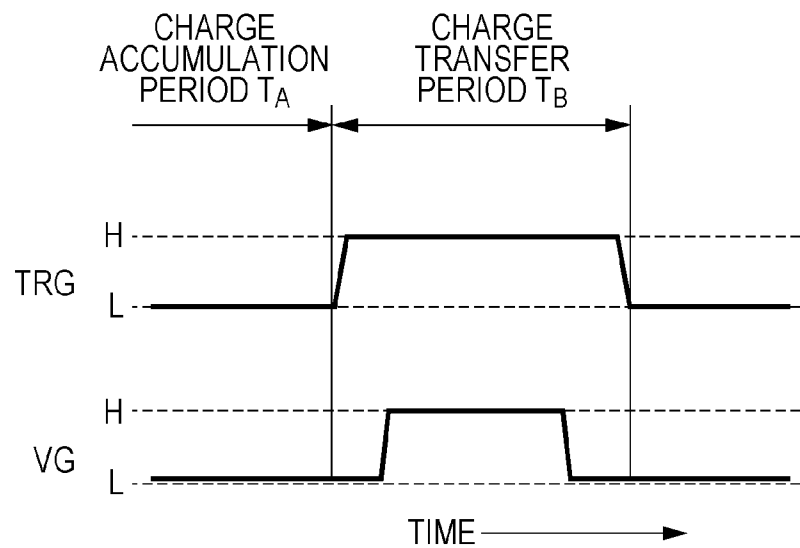 CHARGE
ACCUMULATION
PERIOD TA
CHARGE
TRANSFER
PERIOD TB
H
TRG
L
H
VG
L
TIME